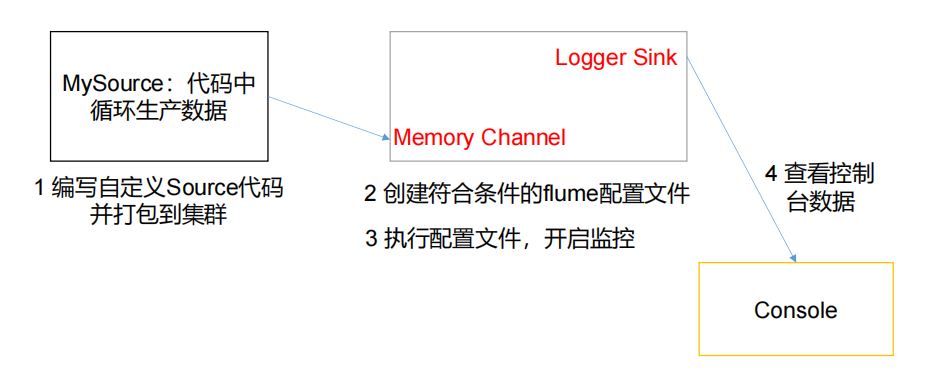 MySource：代码中
循环生产数据
Logger Sink
Memory Channel
1 编写自定义Source代码
并打包到集群
2 创建符合条件的flume配置文件
3 执行配置文件，开启监控
4 查看控制
台数据
Console